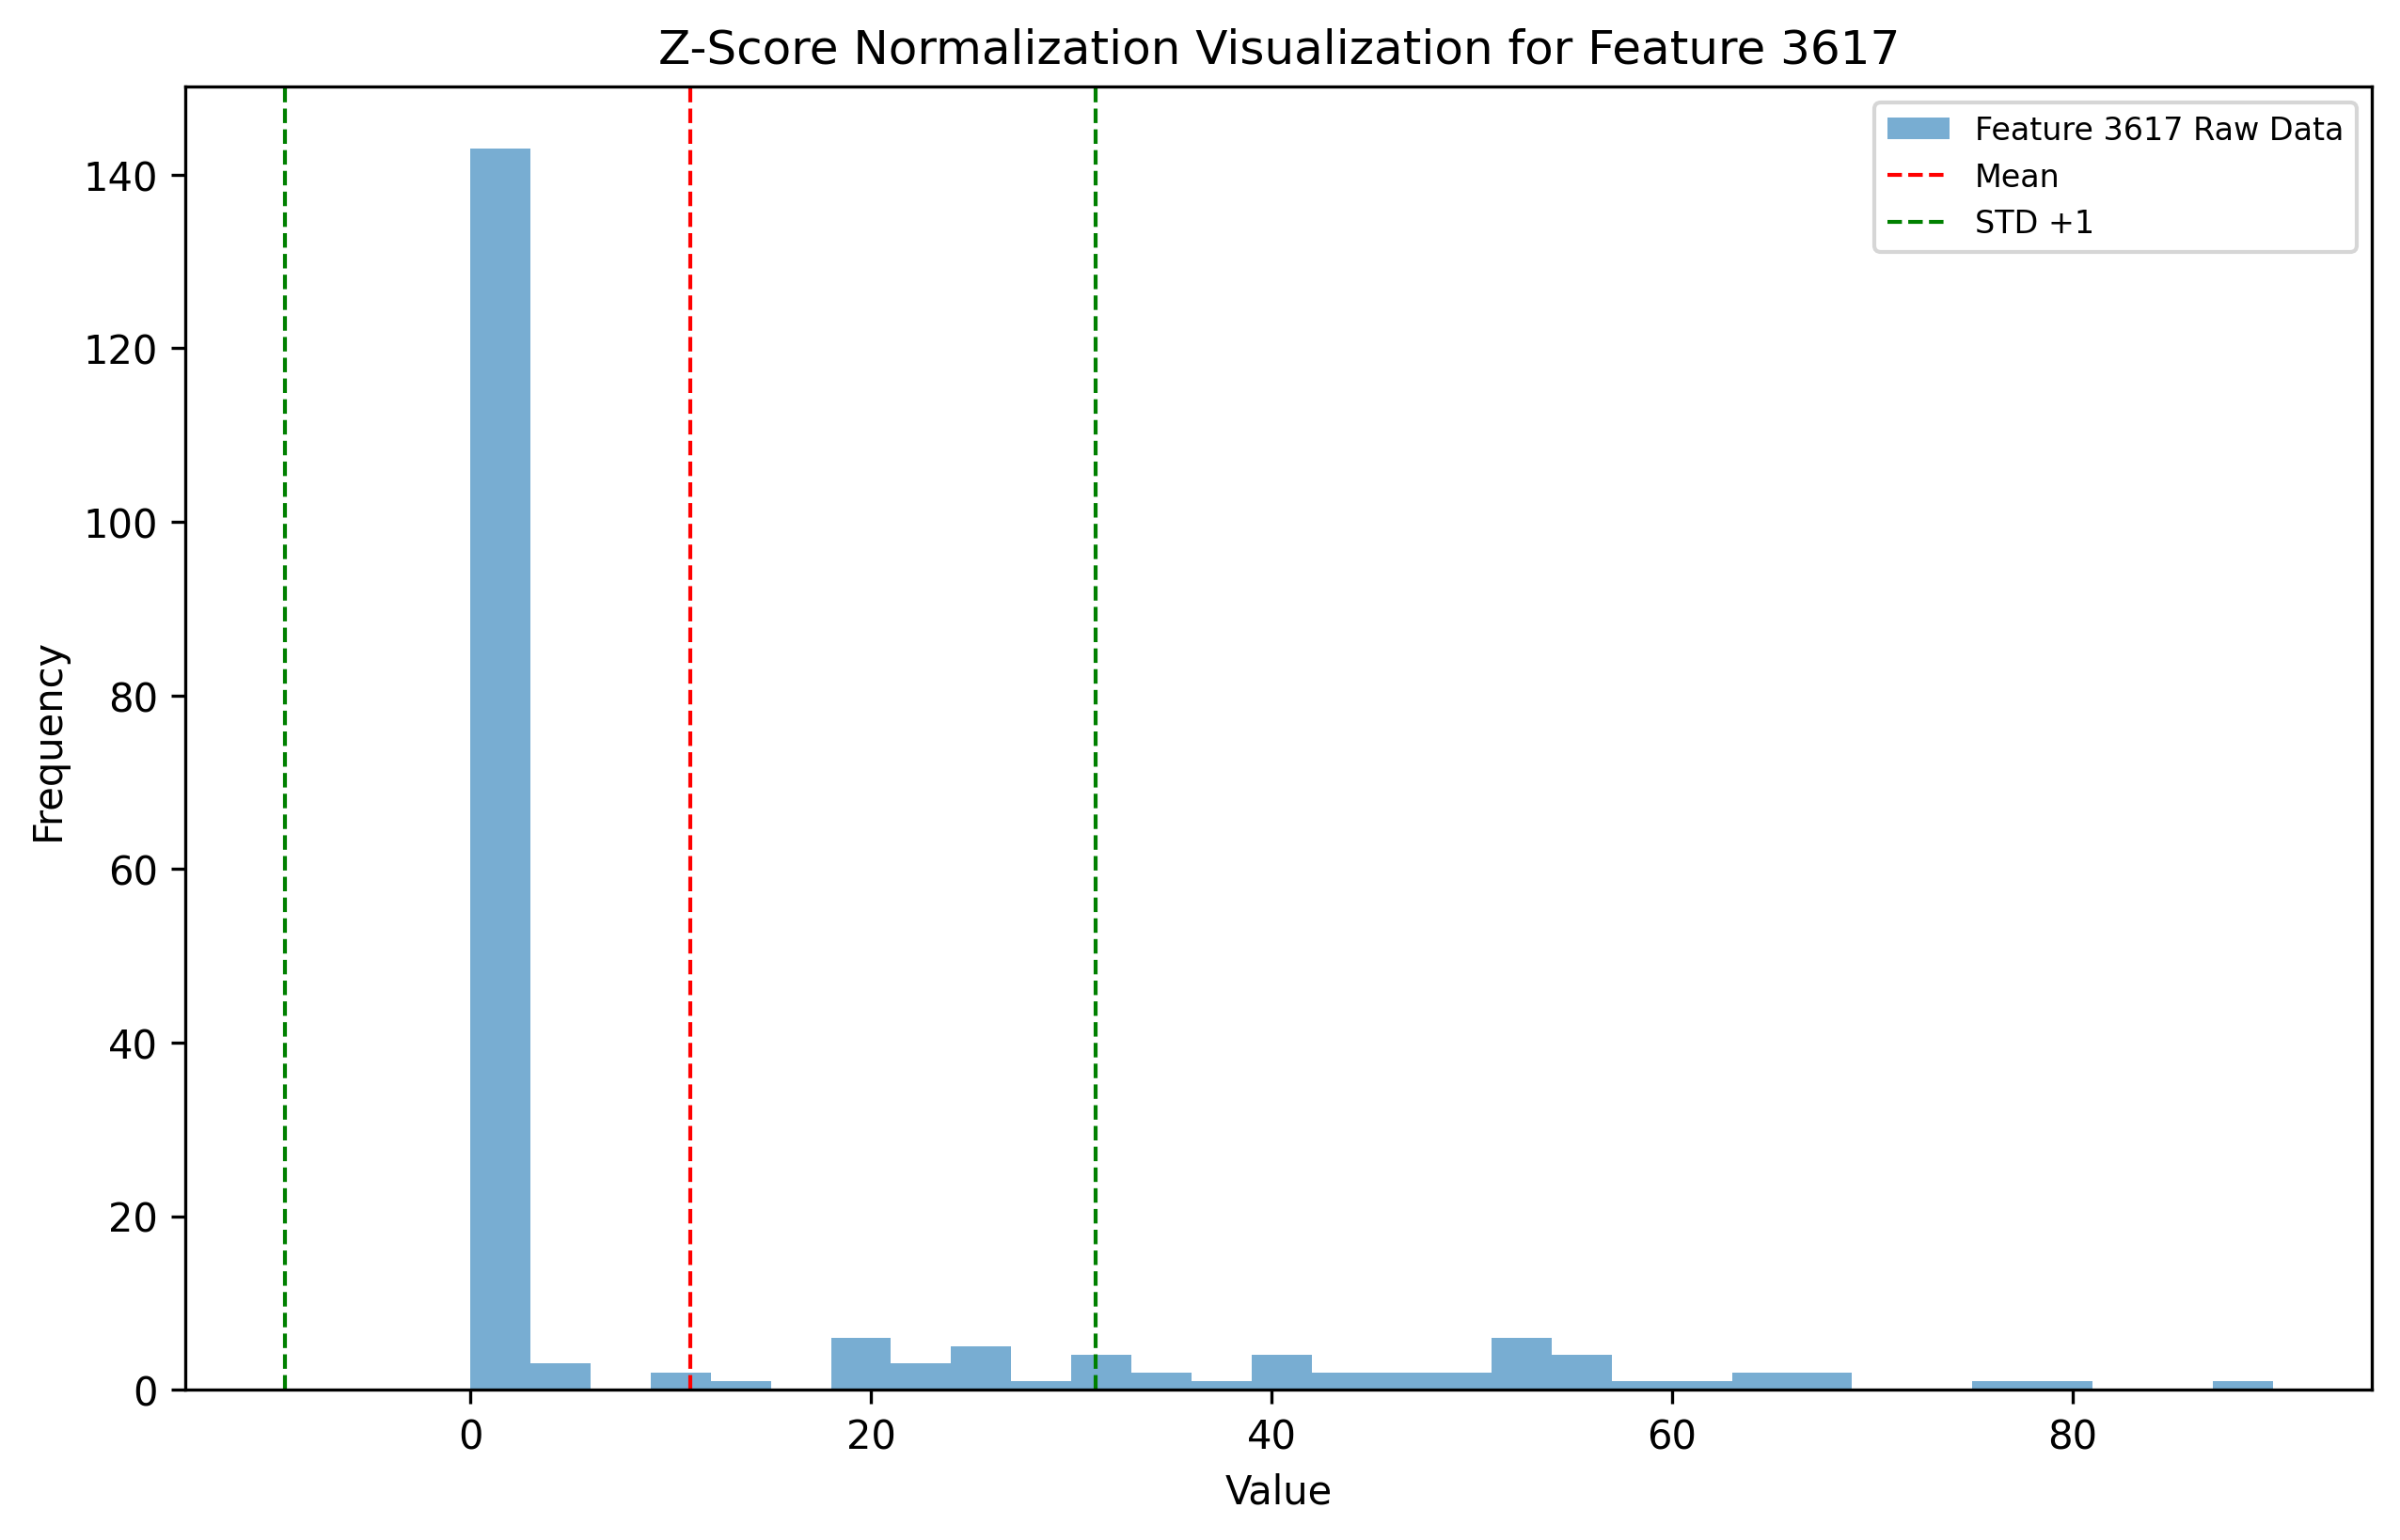 Z-Score Normalization Visualization for Feature 3617
Feature 3617 Raw Data
Mean
STD +1
140
120
100
80
60
40
20
0
Frequency
0 20 40 60 80
Value